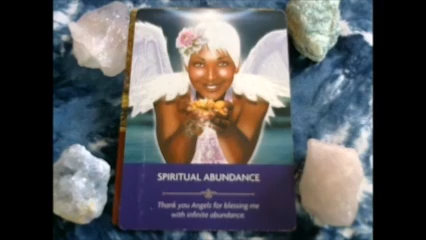 SPIRITUAL ABUNDANCE
Thank you Angels for blessing me
with infinite abundance.